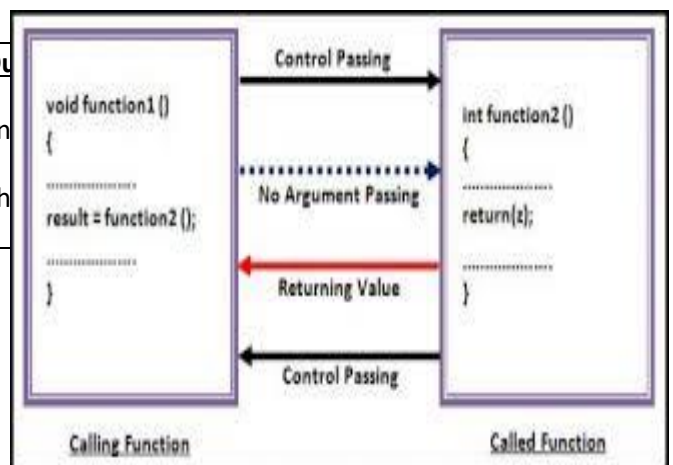 void function1 ()
{
....................
result = function2 ();
....................
}
Calling Function
Control Passing
No Argument Passing
Returning Value
Control Passing
int function2 ()
{
....................
return(z);
....................
}
Called Function